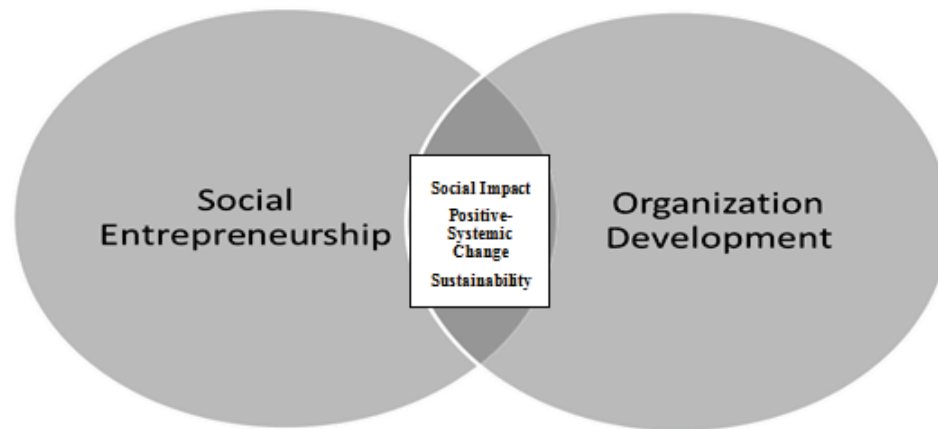 Social
Entrepreneurship
Social Impact
Positive-
Systemic
Change
Sustainability
Organization
Development